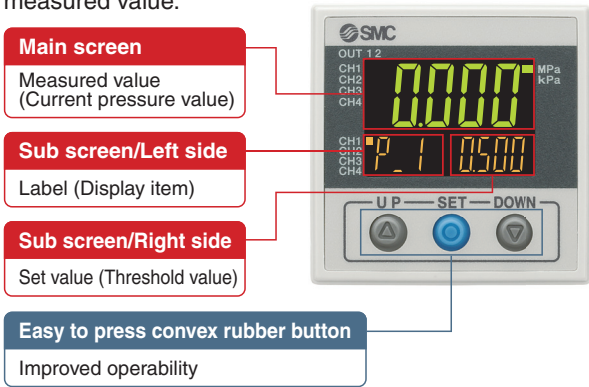 measured value.
Main screen
Measured value
(Current pressure value)
Sub screen/Left side
Label (Display item)
Sub screen/Right side
Set value (Threshold value)
Easy to press convex rubber button
Improved operability
SMC
OUT 1 2
CH1
CH2
CH3
CH4
0.000
MPa
kPa
CH1
CH2
CH3
CH4
P_1
0.500
UP
SET
DOWN